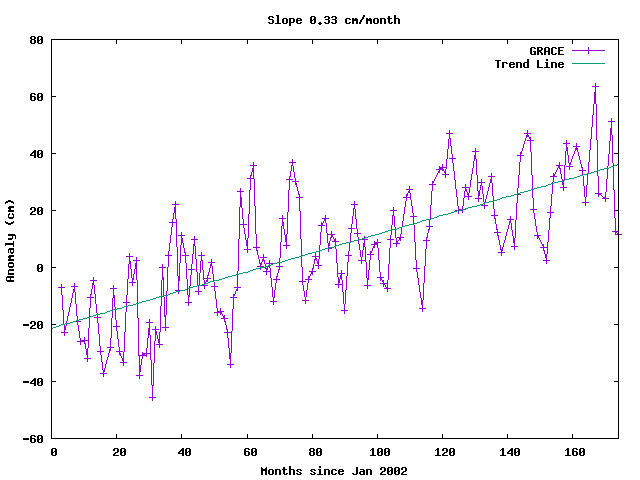 Slope 0.33 cm/month
80
60
40
20
0
-20
-40
-60
GRACE
Trend Line
Anomaly (cm)
0 20 40 60 80 100 120 140 160
Months since Jan 2002